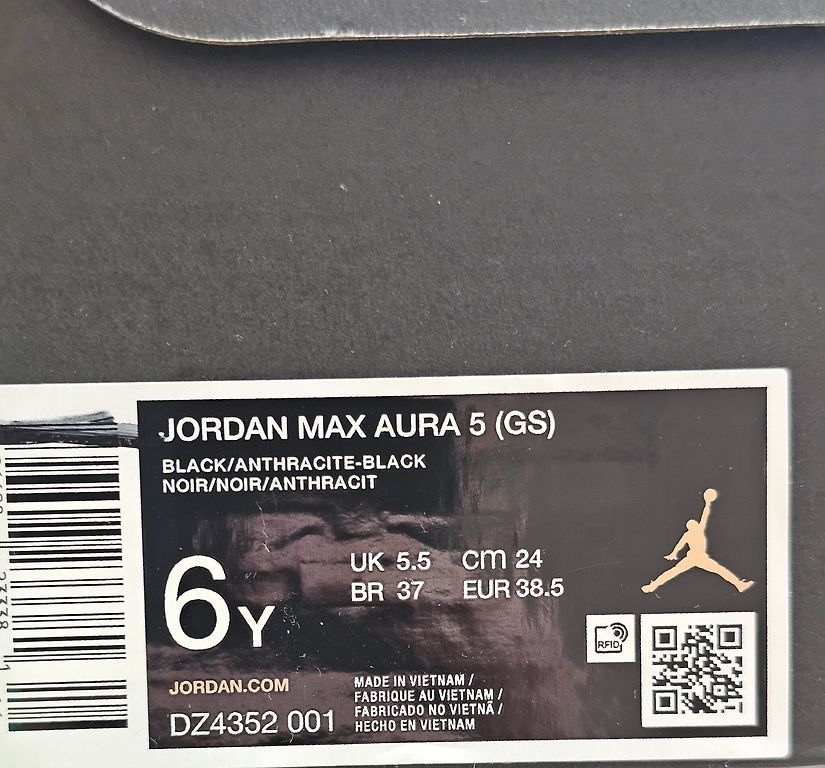 JORDAN MAX AURA 5 (GS)
BLACK/ANTHRACITE-BLACK
NOIR/NOIR/ANTHRACIT
6Y
UK 5.5 cm 24
BR 37 EUR 38.5
RFID
JORDAN.COM
DZ4352 001
MADE IN VIETNAM /
FABRIQUE AU VIETNAM /
FABRICADO NO VIETNÃ /
HECHO EN VIETNAM